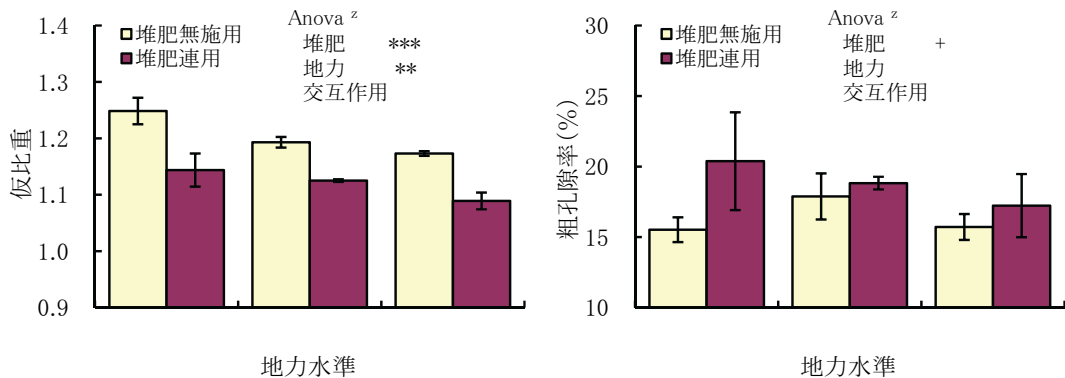 仮比重
1.4
1.3
1.2
1.1
1.0
0.9
堆肥無施用
堆肥連用
Anova z
堆肥 ***
地力 **
交互作用
地力水準
粗孔隙率(%)
30
25
20
15
10
堆肥無施用
堆肥連用
Anova z
堆肥 +
地力
交互作用
地力水準